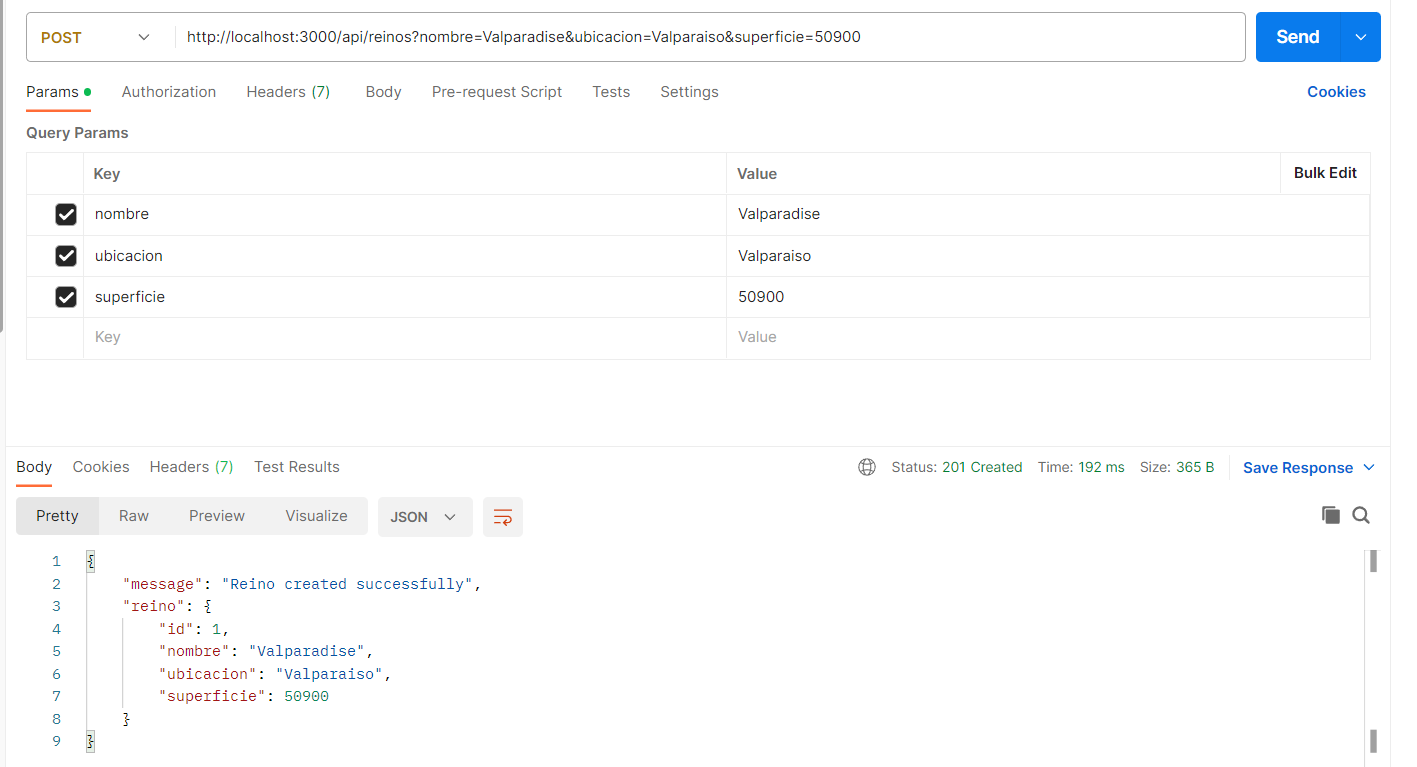 POST http://localhost:3000/api/reinos?nombre=Valparadise&ubicacion=Valparaiso&superficie=50900 Send
Params Authorization Headers (7) Body Pre-request Script Tests Settings Cookies
Query Params
Key Value Bulk Edit
nombre Valparadise
ubicacion Valparaiso
superficie 50900
Key Value
Body Cookies Headers (7) Test Results Status: 201 Created Time: 192 ms Size: 365 B Save Response
Pretty Raw Preview Visualize JSON
1 {
2 "message": "Reino created successfully",
3 "reino": {
4 "id": 1,
5 "nombre": "Valparadise",
6 "ubicacion": "Valparaiso",
7 "superficie": 50900
8 }
9 }